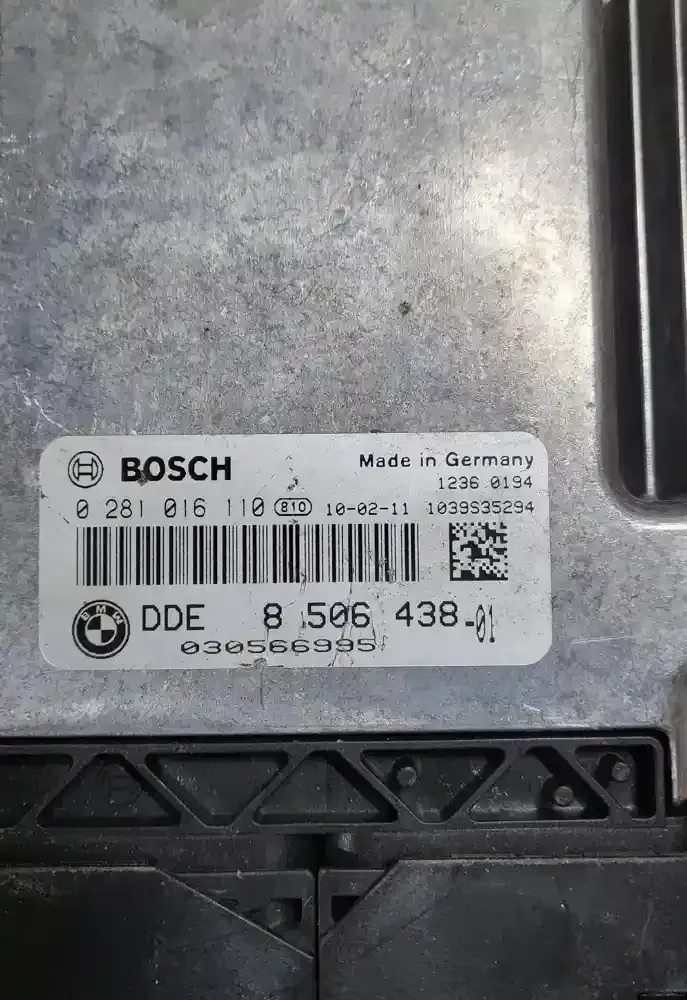 BOSCH
Made in Germany
1236 0194
0 281 016 110 810 10-02-11 1039S35294
BMW
DDE 8 506 438-01
030566995